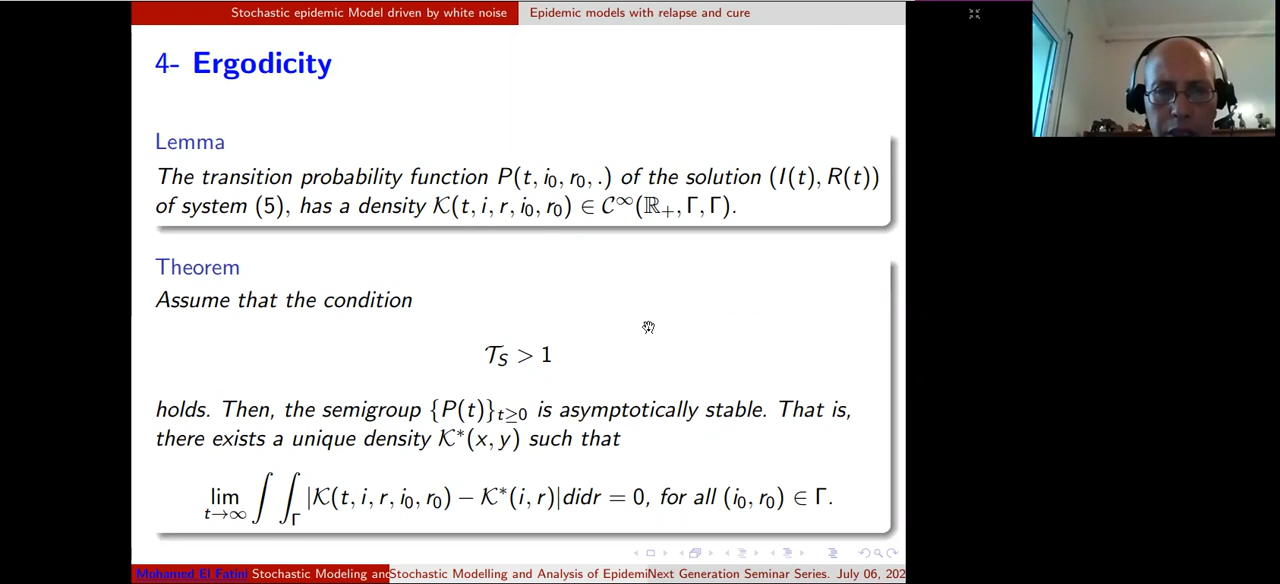 Stochastic epidemic Model driven by white noise Epidemic models with relapse and cure
4- Ergodicity
Lemma
The transition probability function P(t, i₀, r₀, .) of the solution (I(t), R(t))
of system (5), has a density 𝒦(t, i, r, i₀, r₀) ∈ 𝒞^∞(ℝ₊, Γ, Γ).
Theorem
Assume that the condition
𝒯_S > 1
holds. Then, the semigroup {P(t)}_{t≥0} is asymptotically stable. That is,
there exists a unique density 𝒦*(x, y) such that
lim_{t→∞} ∫ ∫_Γ |𝒦(t, i, r, i₀, r₀) − 𝒦*(i, r)|didr = 0, for all (i₀, r₀) ∈ Γ.
Mohamed El Fatini Stochastic Modeling and Stochastic Modelling and Analysis of Epidemi Next Generation Seminar Series. July 06, 202